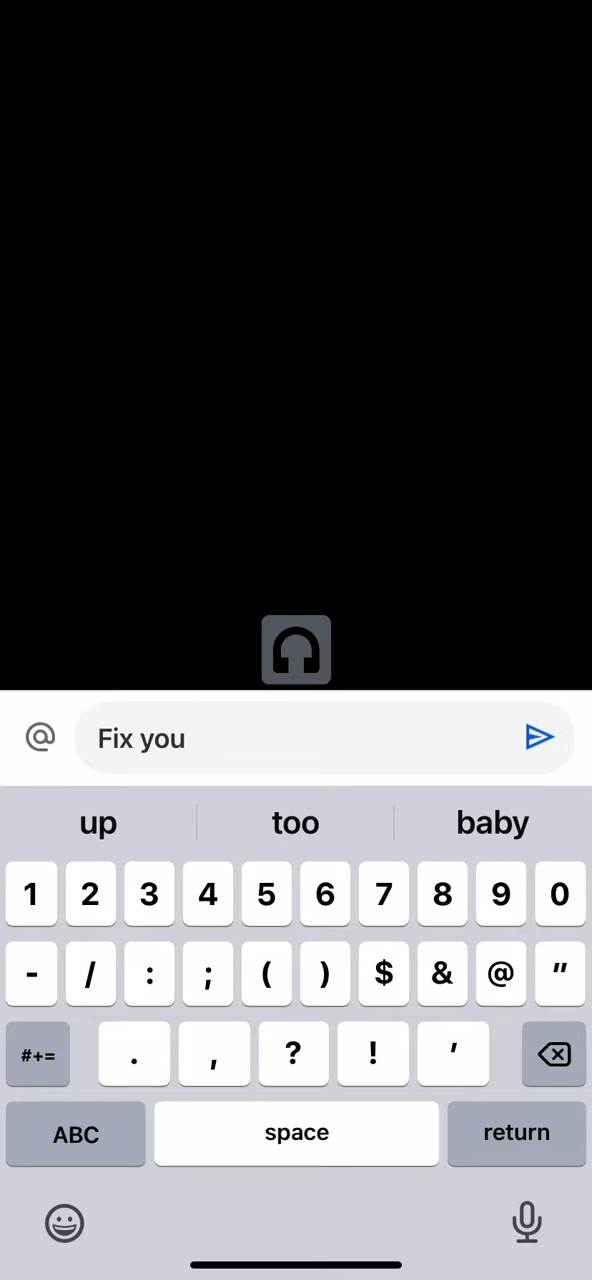 @ Fix you
up too baby
1 2 3 4 5 6 7 8 9 0
- / : ; ( ) $ & @ "
#+= . , ? ! '
ABC space return